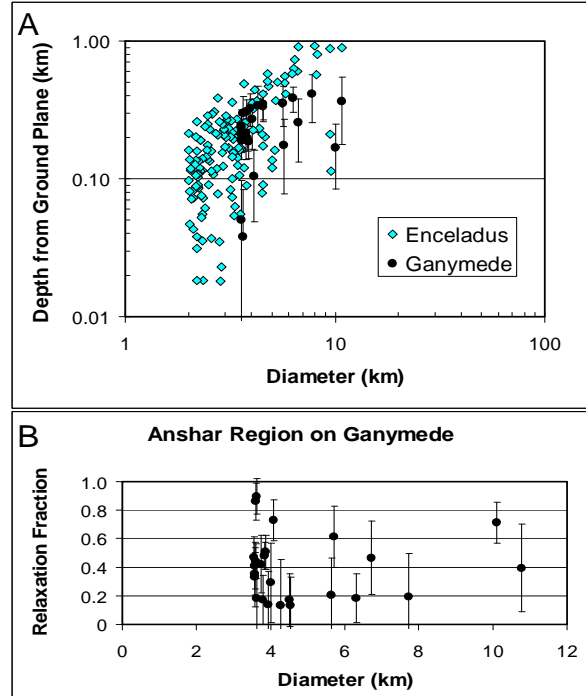 A
Depth from Ground Plane (km)
1.00
0.10
0.01
Enceladus
Ganymede
1 10 100
Diameter (km)
B
Anshar Region on Ganymede
Relaxation Fraction
1.0
0.8
0.6
0.4
0.2
0
0 2 4 6 8 10 12
Diameter (km)